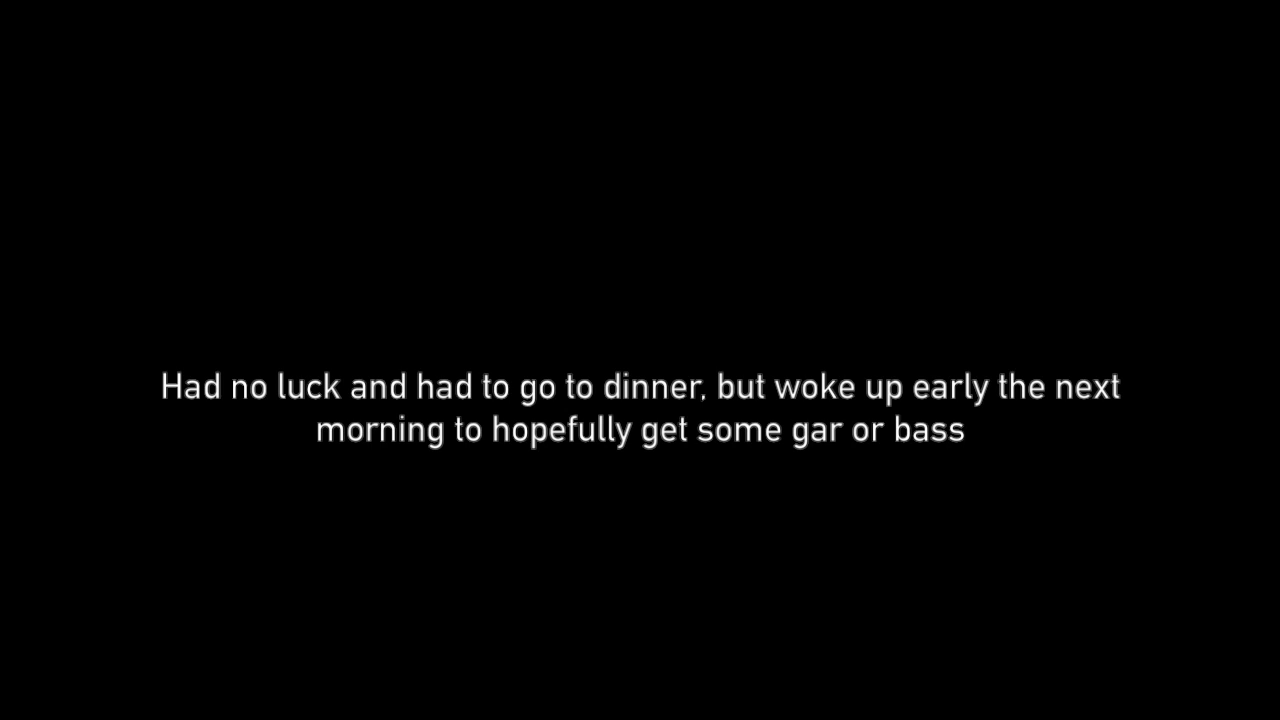 Had no luck and had to go to dinner, but woke up early the next
morning to hopefully get some gar or bass